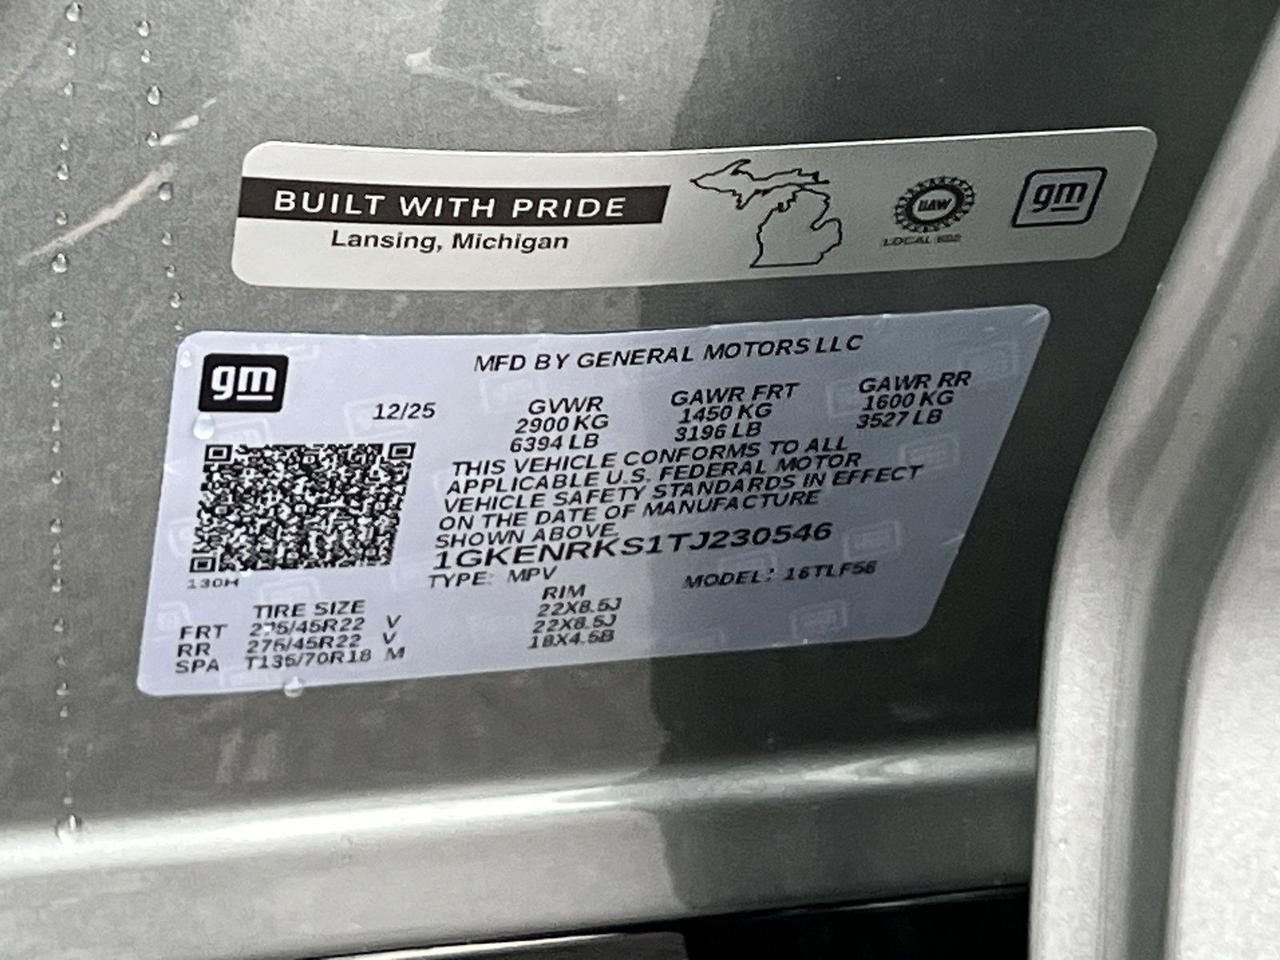 BUILT WITH PRIDE
Lansing, Michigan
UAW
LOCAL 602
gm
gm
MFD BY GENERAL MOTORS LLC
12/25
GVWR GAWR FRT GAWR RR
2900 KG 1450 KG 1600 KG
6394 LB 3196 LB 3527 LB
THIS VEHICLE CONFORMS TO ALL
APPLICABLE U.S. FEDERAL MOTOR
VEHICLE SAFETY STANDARDS IN EFFECT
ON THE DATE OF MANUFACTURE
SHOWN ABOVE.
1GKENRKS1TJ230546
130H
TYPE: MPV MODEL: 16TLF56
TIRE SIZE RIM
FRT 275/45R22 V 22X8.5J
RR 275/45R22 V 22X8.5J
SPA T135/70R18 M 18X4.5B